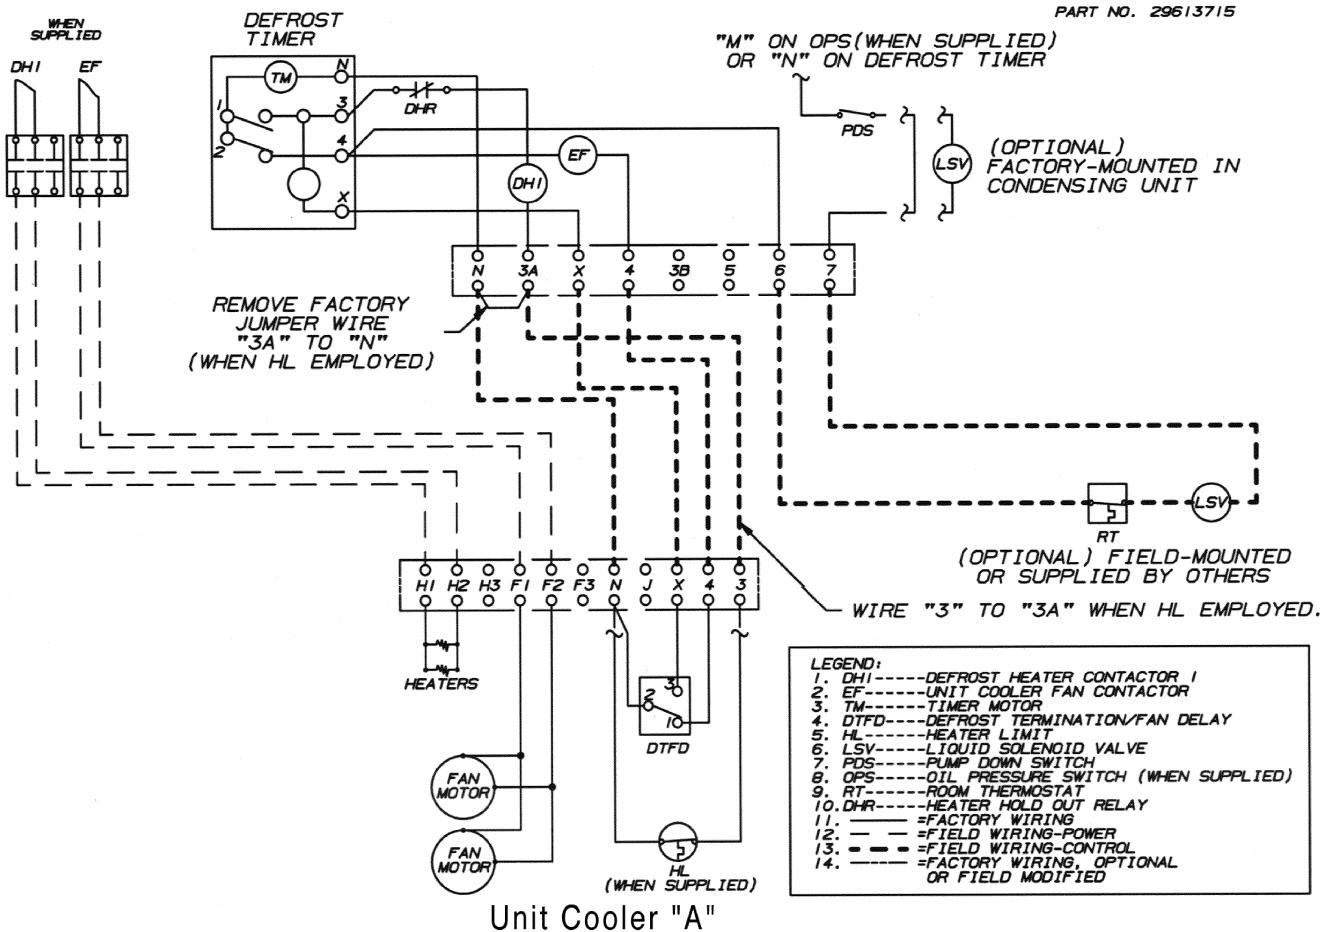 PART NO. 29613715
WHEN
SUPPLIED
DH1 EF
DEFROST
TIMER
TM
N
1
2
3
4
X
DHR
DH1
EF
"M" ON OPS(WHEN SUPPLIED)
OR "N" ON DEFROST TIMER
PDS
LSV
(OPTIONAL)
FACTORY-MOUNTED IN
CONDENSING UNIT
N 3A X 4 3B 5 6 7
REMOVE FACTORY
JUMPER WIRE
"3A" TO "N"
(WHEN HL EMPLOYED)
RT
LSV
(OPTIONAL) FIELD-MOUNTED
OR SUPPLIED BY OTHERS
WIRE "3" TO "3A" WHEN HL EMPLOYED.
H1 H2 H3 F1 F2 F3 N J X 4 3
HEATERS
3
2
1
DTFD
FAN
MOTOR
FAN
MOTOR
HL
(WHEN SUPPLIED)
Unit Cooler "A"
LEGEND:
1. DH1-----DEFROST HEATER CONTACTOR 1
2. EF------UNIT COOLER FAN CONTACTOR
3. TM------TIMER MOTOR
4. DTFD----DEFROST TERMINATION/FAN DELAY
5. HL------HEATER LIMIT
6. LSV-----LIQUID SOLENOID VALVE
7. PDS-----PUMP DOWN SWITCH
8. OPS-----OIL PRESSURE SWITCH (WHEN SUPPLIED)
9. RT------ROOM THERMOSTAT
10.DHR-----HEATER HOLD OUT RELAY
11. =FACTORY WIRING
12. =FIELD WIRING-POWER
13. =FIELD WIRING-CONTROL
14. =FACTORY WIRING, OPTIONAL
OR FIELD MODIFIED